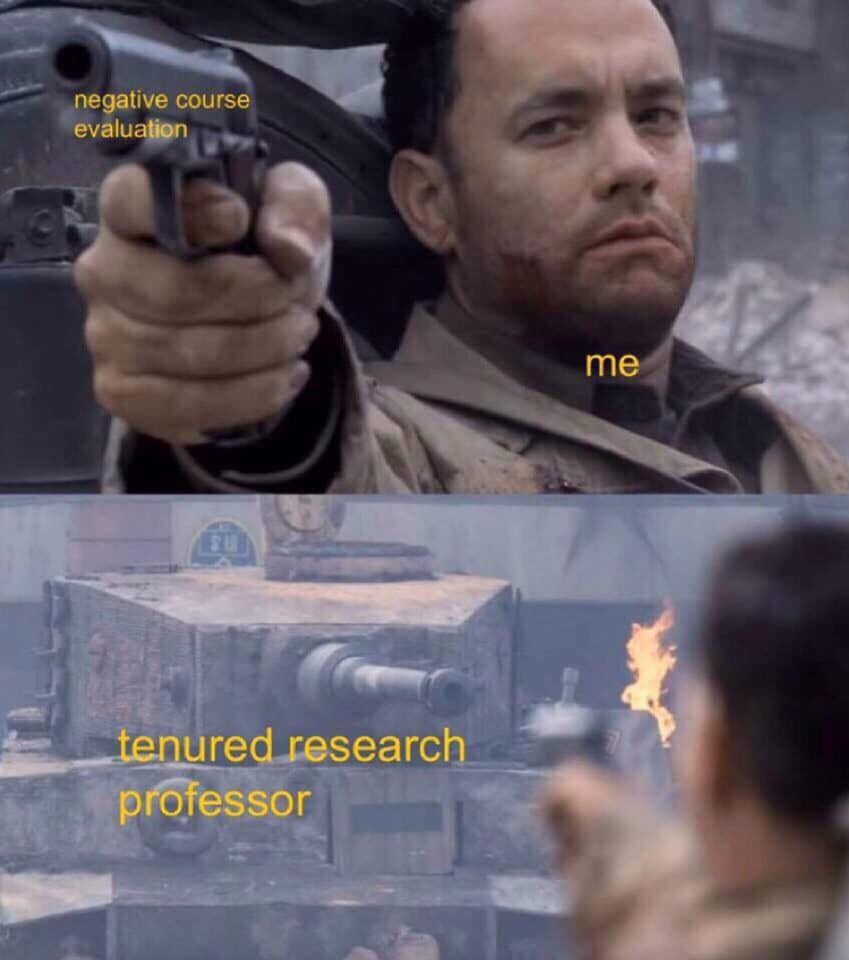 negative course
evaluation
me
tenured research
professor